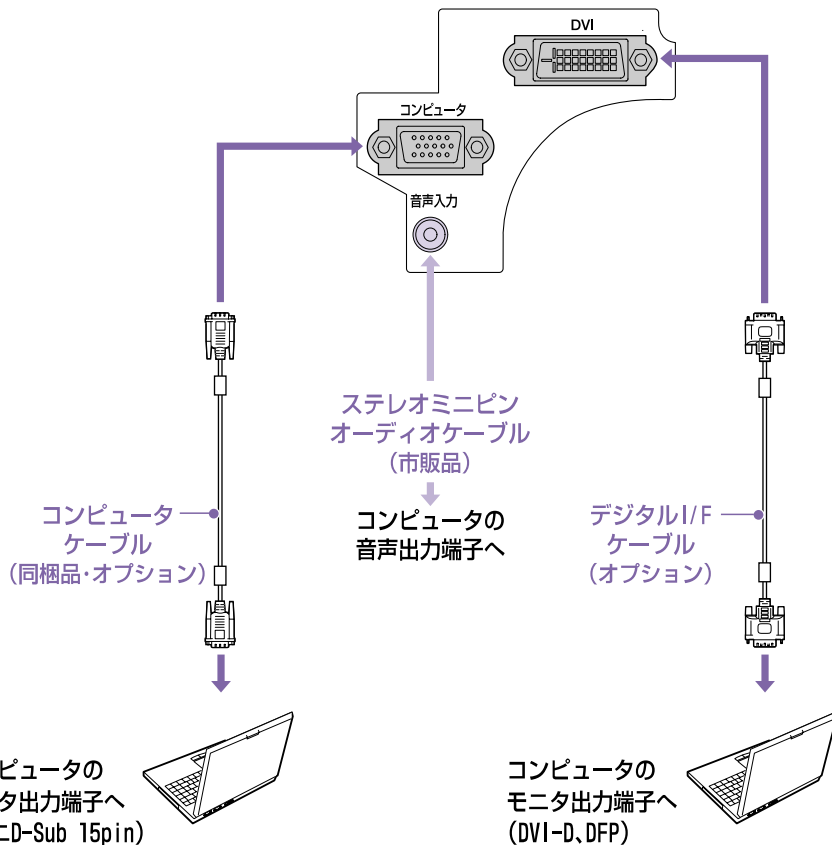 DVI
コンピュータ
音声入力
ステレオミニピン
オーディオケーブル
（市販品）
コンピュータの
音声出力端子へ
コンピュータ
ケーブル
（同梱品・オプション）
デジタルI/F
ケーブル
（オプション）
ピュータの
タ出力端子へ
D-Sub 15pin)
コンピュータの
モニタ出力端子へ
(DVI-D、DFP)